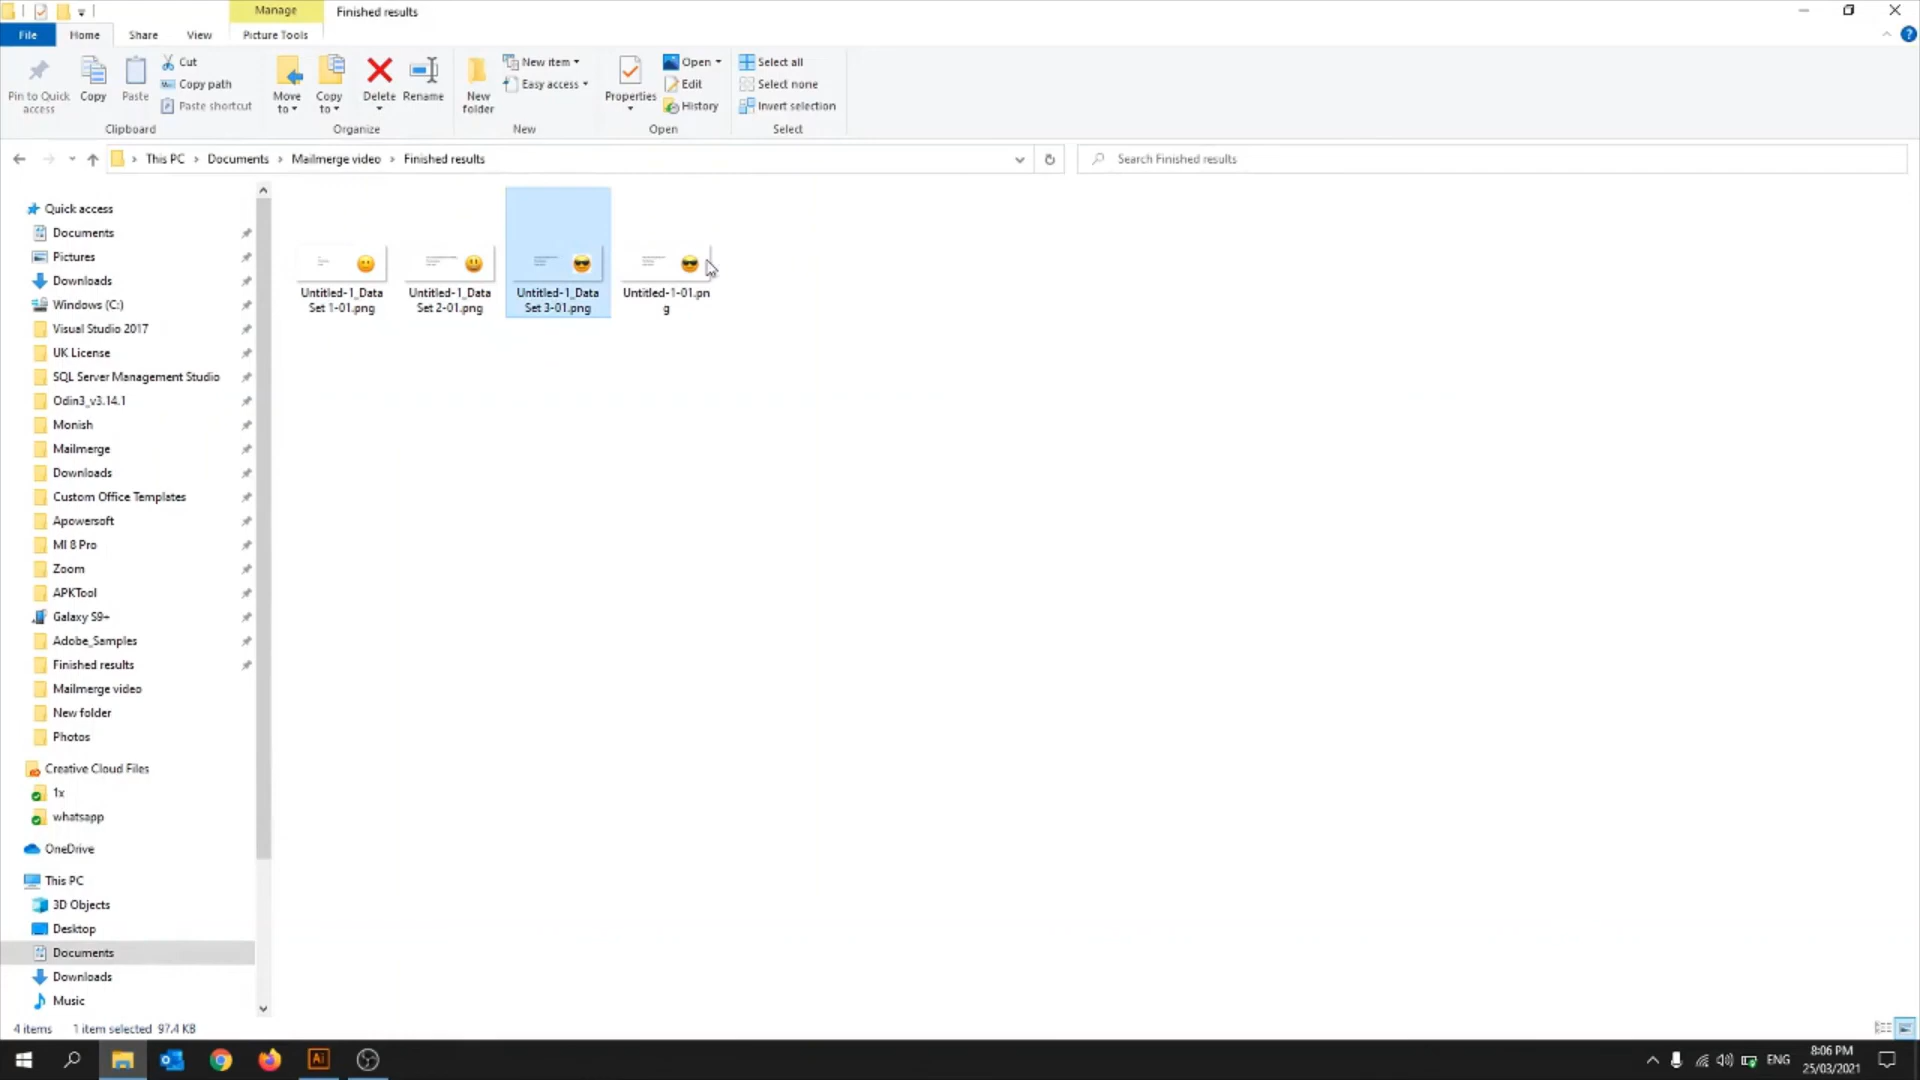 Manage
Finished results
File
Home
Share
View
Picture Tools
Pin to Quick access
Copy
Paste
Cut
Copy path
Paste shortcut
Clipboard
Move to
Copy to
Delete
Rename
Organize
New folder
New item
Easy access
New
Properties
Open
Edit
History
Open
Select all
Select none
Invert selection
Select
This PC
Documents
Mailmerge video
Finished results
Search Finished results
Quick access
Documents
Pictures
Downloads
Windows (C:)
Visual Studio 2017
UK License
SQL Server Management Studio
Odin3_v3.14.1
Monish
Mailmerge
Downloads
Custom Office Templates
Apowersoft
MI 8 Pro
Zoom
APKTool
Galaxy S9+
Adobe_Samples
Finished results
Mailmerge video
New folder
Photos
Creative Cloud Files
1x
whatsapp
OneDrive
This PC
3D Objects
Desktop
Documents
Downloads
Music
Untitled-1_Data
Set 1-01.png
Untitled-1_Data
Set 2-01.png
Untitled-1_Data
Set 3-01.png
Untitled-1-01.pn
g
4 items
1 item selected 97.4 KB
Ai
ENG
8:06 PM
25/03/2021